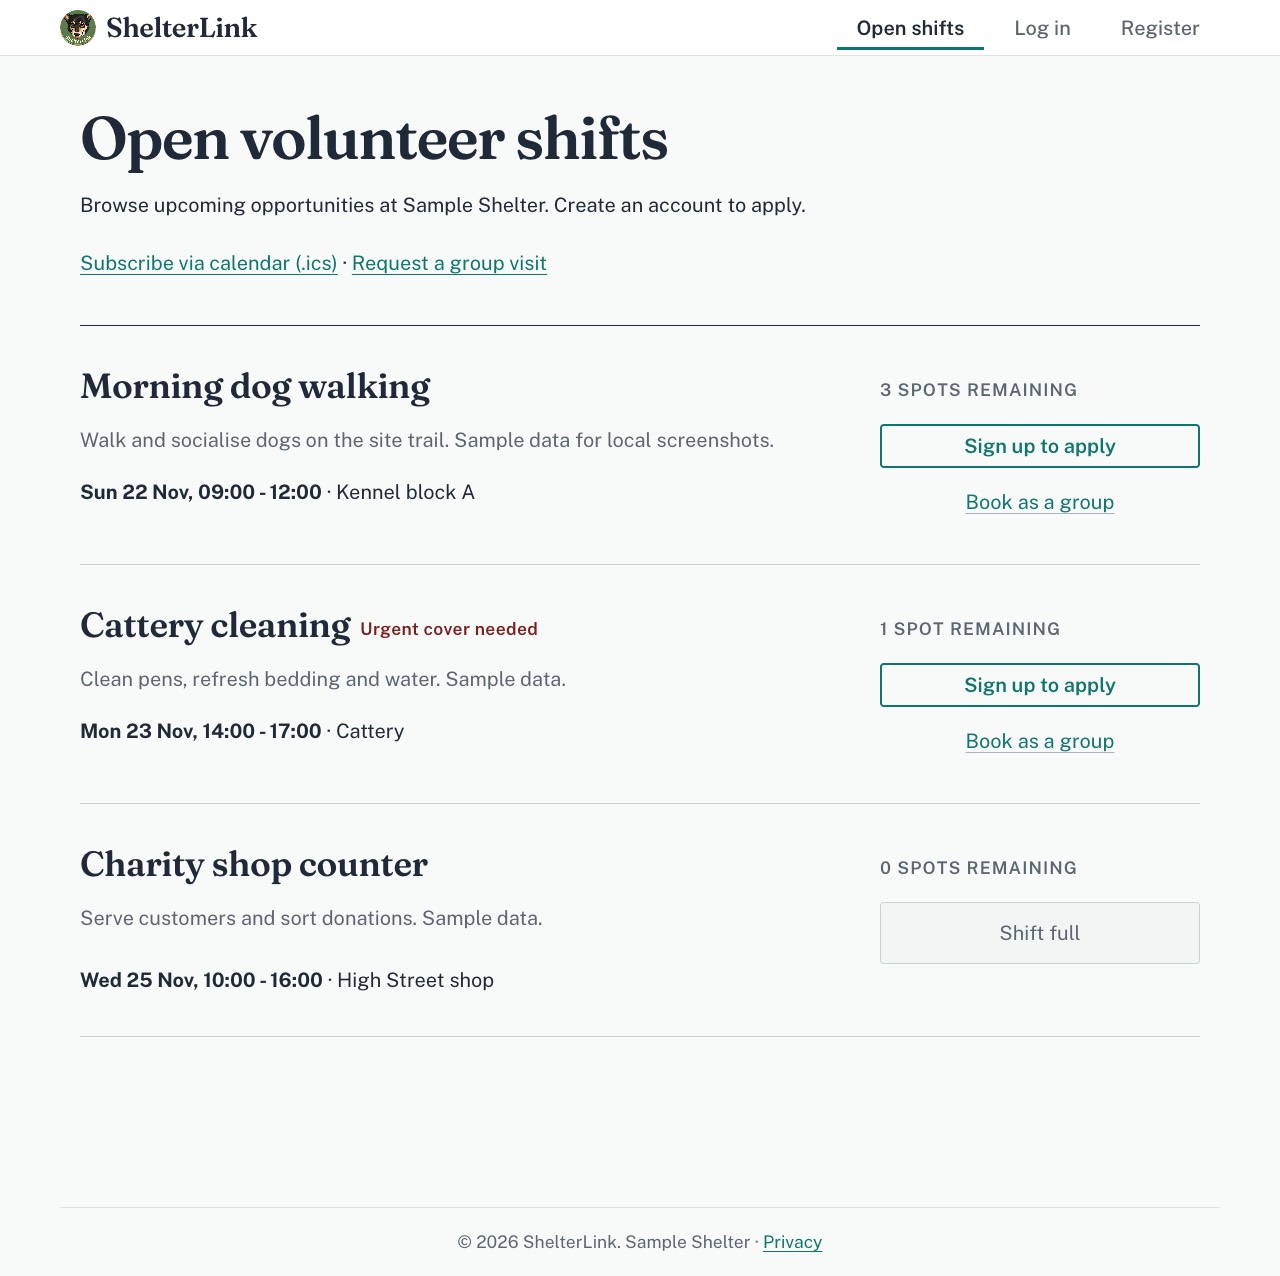 ShelterLink
Open shifts
Log in
Register
Open volunteer shifts
Browse upcoming opportunities at Sample Shelter. Create an account to apply.
Subscribe via calendar (.ics) · Request a group visit
Morning dog walking
3 SPOTS REMAINING
Walk and socialise dogs on the site trail. Sample data for local screenshots.
Sign up to apply
Sun 22 Nov, 09:00 - 12:00 · Kennel block A
Book as a group
Cattery cleaning Urgent cover needed
1 SPOT REMAINING
Clean pens, refresh bedding and water. Sample data.
Sign up to apply
Mon 23 Nov, 14:00 - 17:00 · Cattery
Book as a group
Charity shop counter
0 SPOTS REMAINING
Serve customers and sort donations. Sample data.
Shift full
Wed 25 Nov, 10:00 - 16:00 · High Street shop
© 2026 ShelterLink. Sample Shelter · Privacy